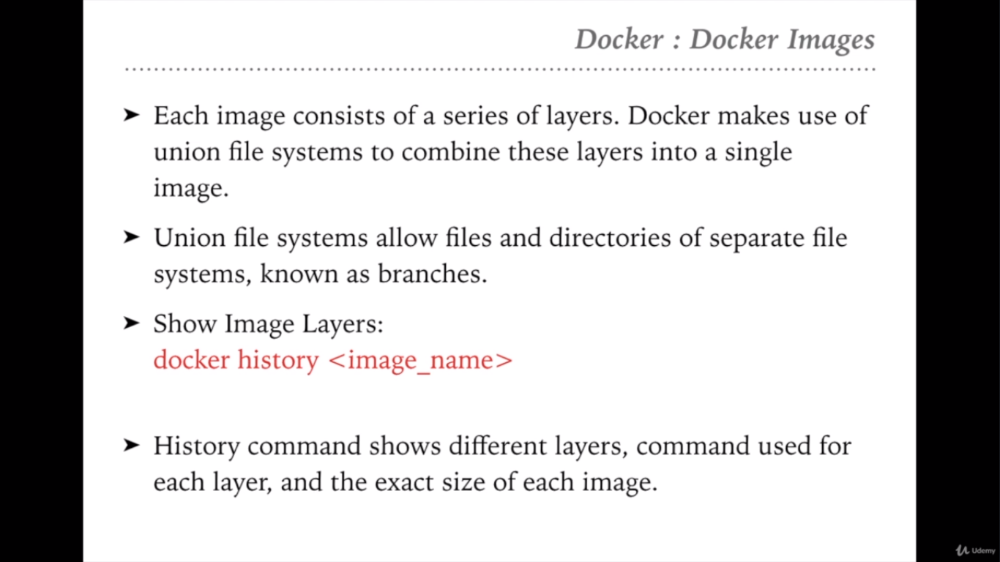 Docker : Docker Images
➤ Each image consists of a series of layers. Docker makes use of
union file systems to combine these layers into a single
image.
➤ Union file systems allow files and directories of separate file
systems, known as branches.
➤ Show Image Layers:
docker history <image_name>
➤ History command shows different layers, command used for
each layer, and the exact size of each image.
Udemy